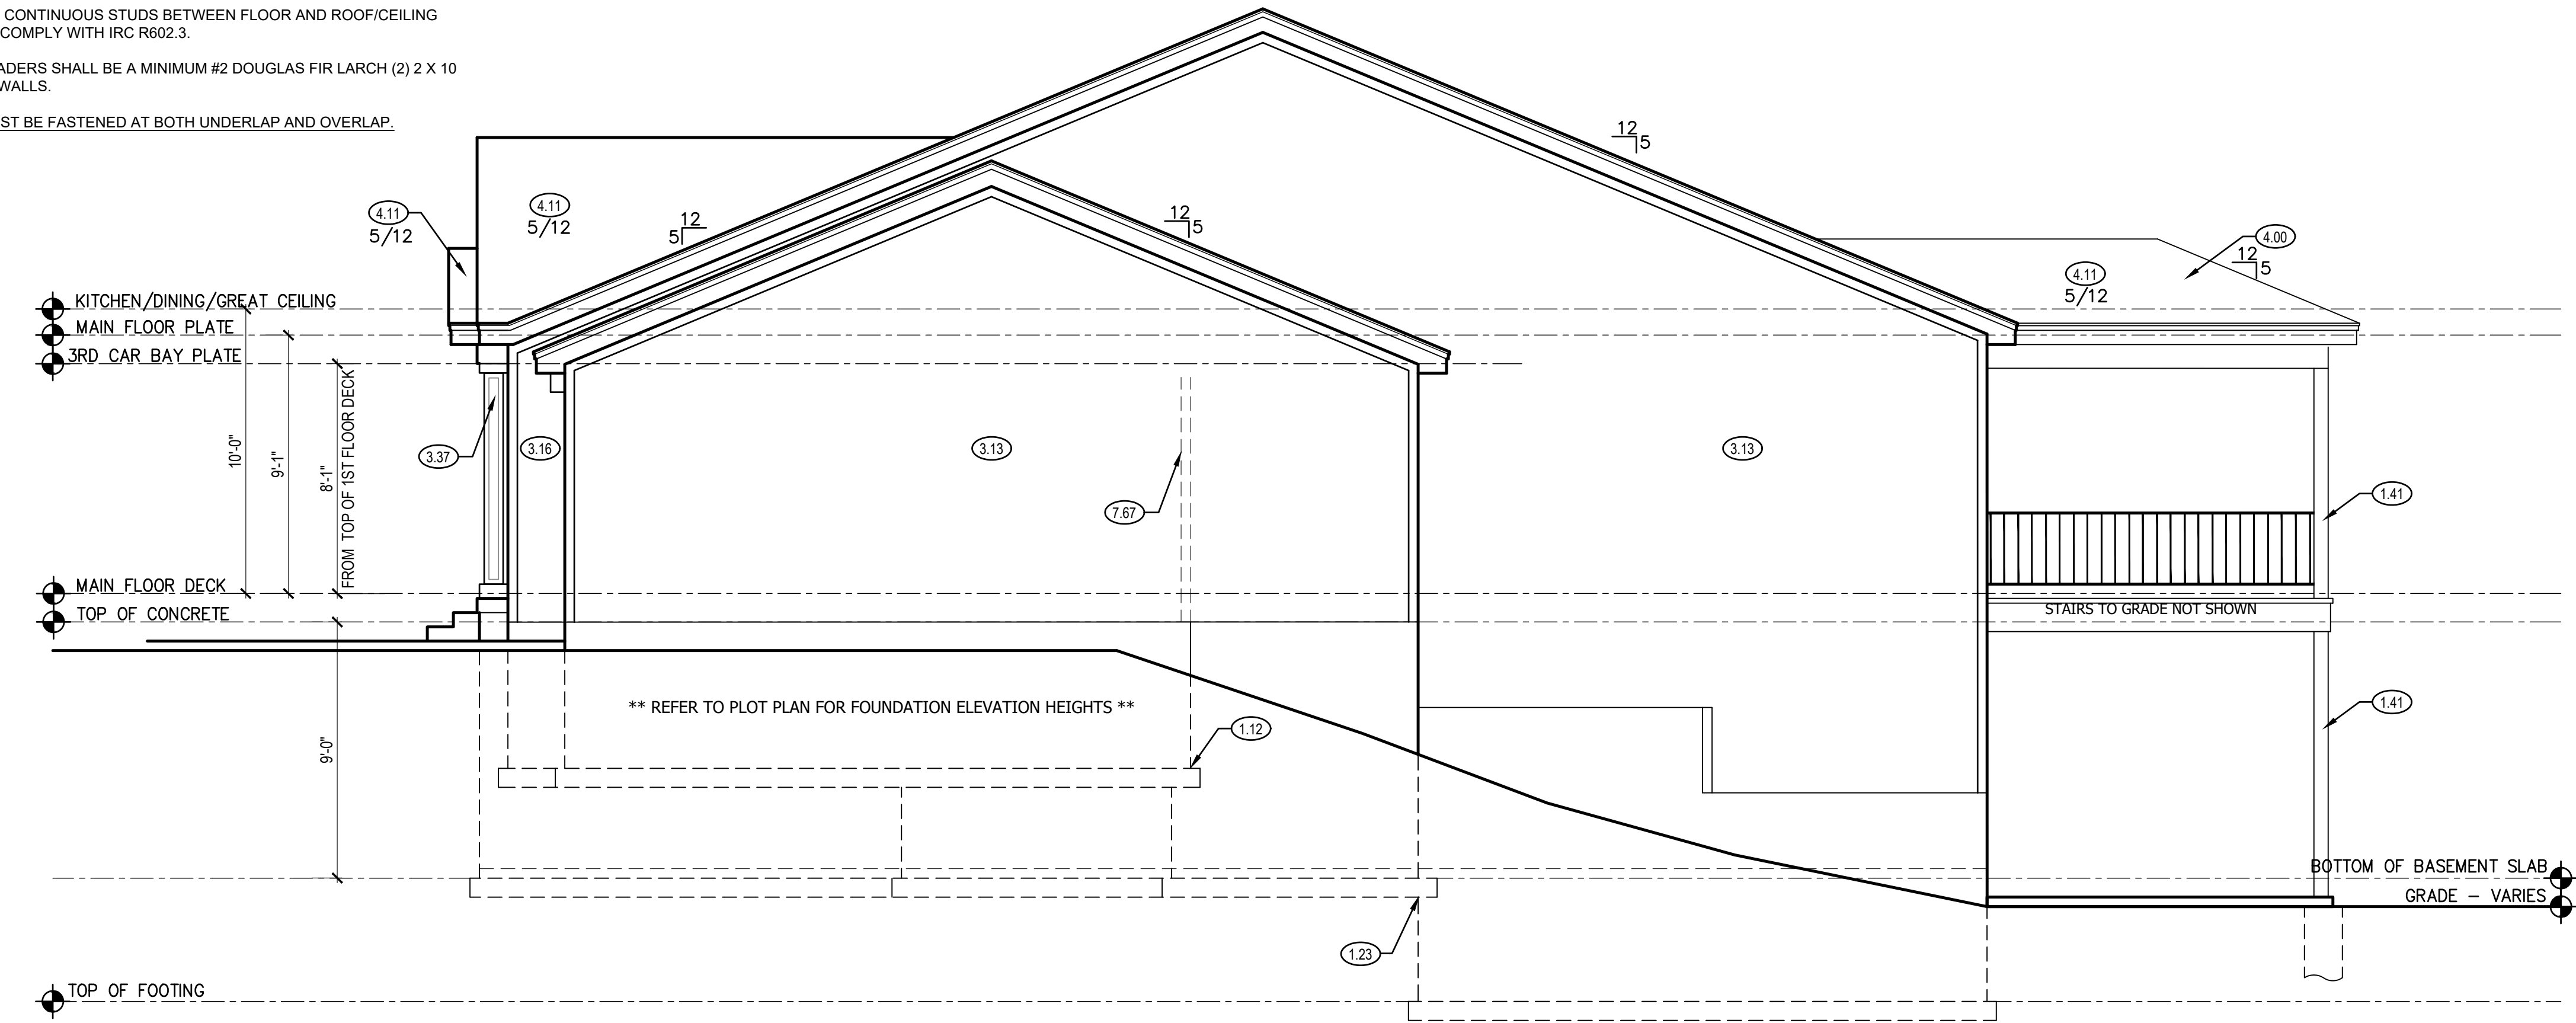 CONTINUOUS STUDS BETWEEN FLOOR AND ROOF/CEILING
COMPLY WITH IRC R602.3.
ADERS SHALL BE A MINIMUM #2 DOUGLAS FIR LARCH (2) 2 X 10
WALLS.
ST BE FASTENED AT BOTH UNDERLAP AND OVERLAP.
12
5
4.11
5/12
4.11
5/12
12
5
12
5
4.00
12
5
4.11
5/12
KITCHEN/DINING/GREAT CEILING
MAIN FLOOR PLATE
3RD CAR BAY PLATE
10'-0"
9'-1"
8'-1"
FROM TOP OF 1ST FLOOR DECK
3.37
3.16
3.13
3.13
7.67
1.41
MAIN FLOOR DECK
TOP OF CONCRETE
STAIRS TO GRADE NOT SHOWN
** REFER TO PLOT PLAN FOR FOUNDATION ELEVATION HEIGHTS **
1.41
1.12
9'-0"
BOTTOM OF BASEMENT SLAB
GRADE - VARIES
1.23
TOP OF FOOTING